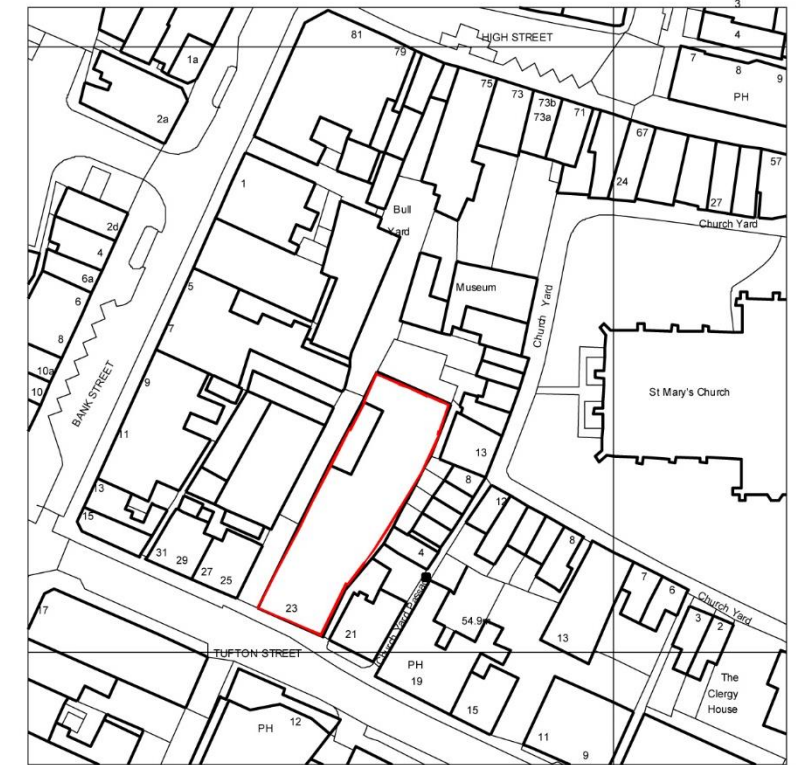 3
81
HIGH STREET
4
79
7
8
9
PH
1a
2a
75
73
73b
73a
71
67
57
24
27
1
Bull
Yard
Church Yard
2d
4
6a
6
5
Museum
Church Yard
7
8
10a
10
BANK STREET
9
11
St Mary's Church
13
8
13
15
12
8
31
29
27
25
4
23
Church Yard Passage
54.9m
21
13
7
6
3
2
Church Yard
17
TUFTON STREET
PH
19
15
The
Clergy
House
PH
12
11
9